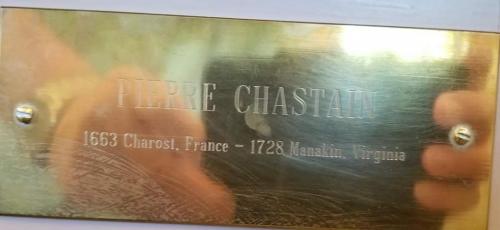 PIERRE CHASTAIN
1663 Charost, France – 1728 Manakin, Virginia